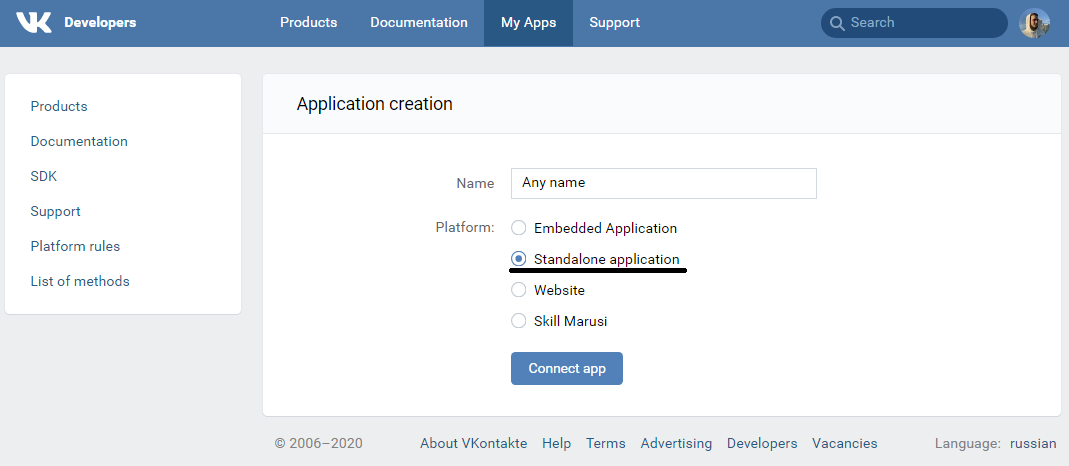 Developers Products Documentation My Apps Support Search
Products
Documentation
SDK
Support
Platform rules
List of methods
Application creation
Name Any name
Platform: Embedded Application
Standalone application
Website
Skill Marusi
Connect app
© 2006–2020 About VKontakte Help Terms Advertising Developers Vacancies Language: russian